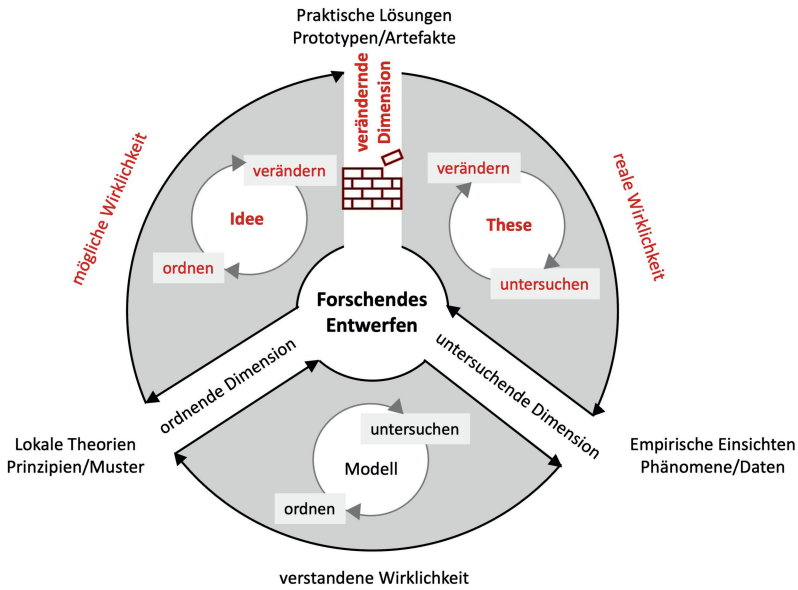 Praktische Lösungen
Prototypen/Artefakte
verändernde
Dimension
mögliche Wirklichkeit
reale Wirklichkeit
verändern
Idee
ordnen
verändern
These
untersuchen
Forschendes
Entwerfen
ordnende Dimension
untersuchende Dimension
Lokale Theorien
Prinzipien/Muster
Empirische Einsichten
Phänomene/Daten
untersuchen
Modell
ordnen
verstandene Wirklichkeit